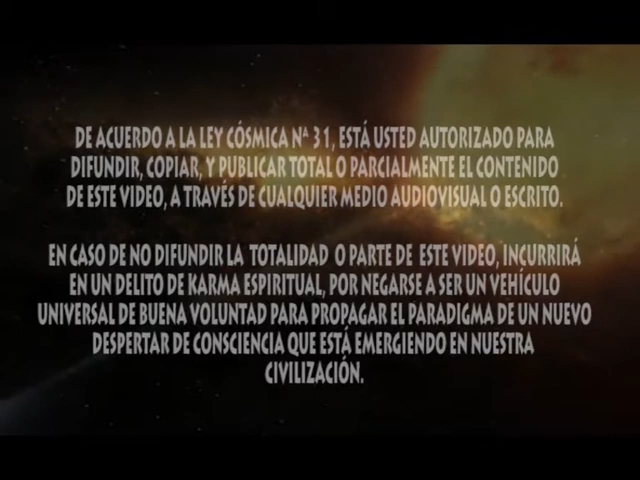 DE ACUERDO A LA LEY CÓSMICA Nª 31, ESTÁ USTED AUTORIZADO PARA
DIFUNDIR, COPIAR, Y PUBLICAR TOTAL O PARCIALMENTE EL CONTENIDO
DE ESTE VIDEO, A TRAVÉS DE CUALQUIER MEDIO AUDIOVISUAL O ESCRITO.
EN CASO DE NO DIFUNDIR LA TOTALIDAD O PARTE DE ESTE VIDEO, INCURRIRÁ
EN UN DELITO DE KARMA ESPIRITUAL, POR NEGARSE A SER UN VEHÍCULO
UNIVERSAL DE BUENA VOLUNTAD PARA PROPAGAR EL PARADIGMA DE UN NUEVO
DESPERTAR DE CONSCIENCIA QUE ESTÁ EMERGIENDO EN NUESTRA
CIVILIZACIÓN.